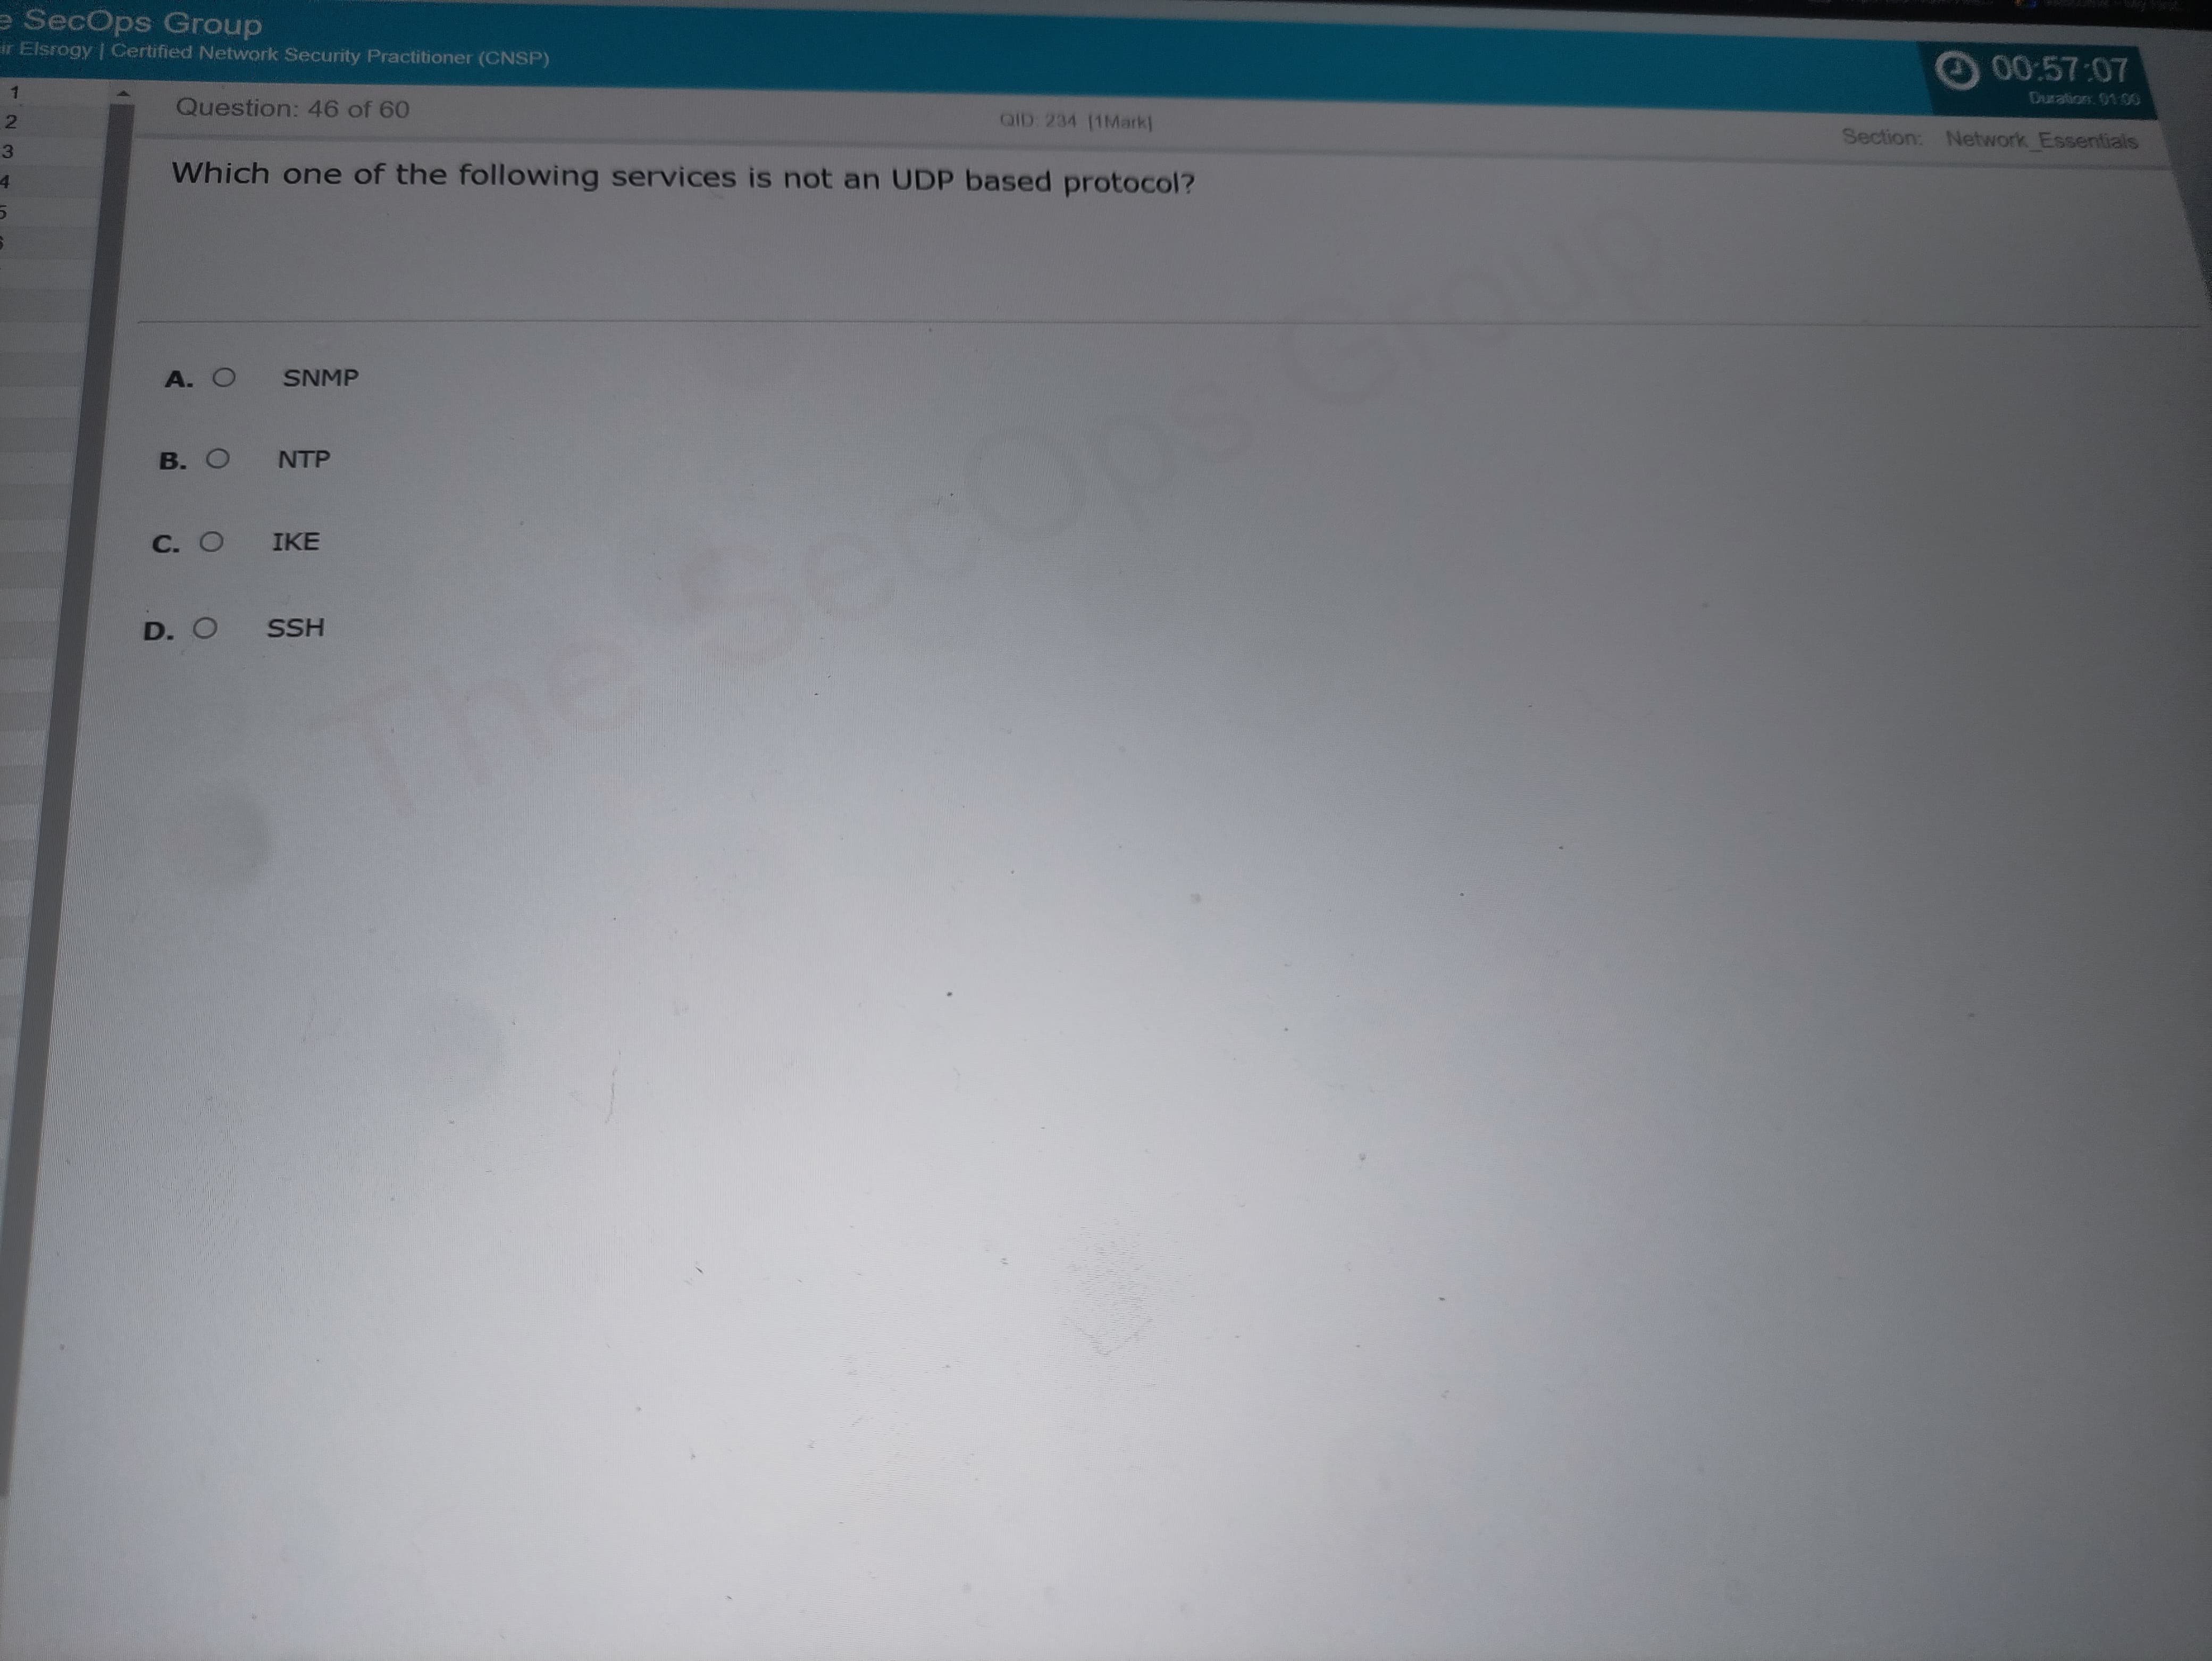 SecOps Group
Elsrogy | Certified Network Security Practitioner (CNSP)
00:57:07
Duration: 01:00
1
2
3
4
5
Question: 46 of 60
QID: 234 [1Mark]
Section: Network_Essentials
Which one of the following services is not an UDP based protocol?
A. SNMP
B. NTP
C. IKE
D. SSH
The SecOps Group